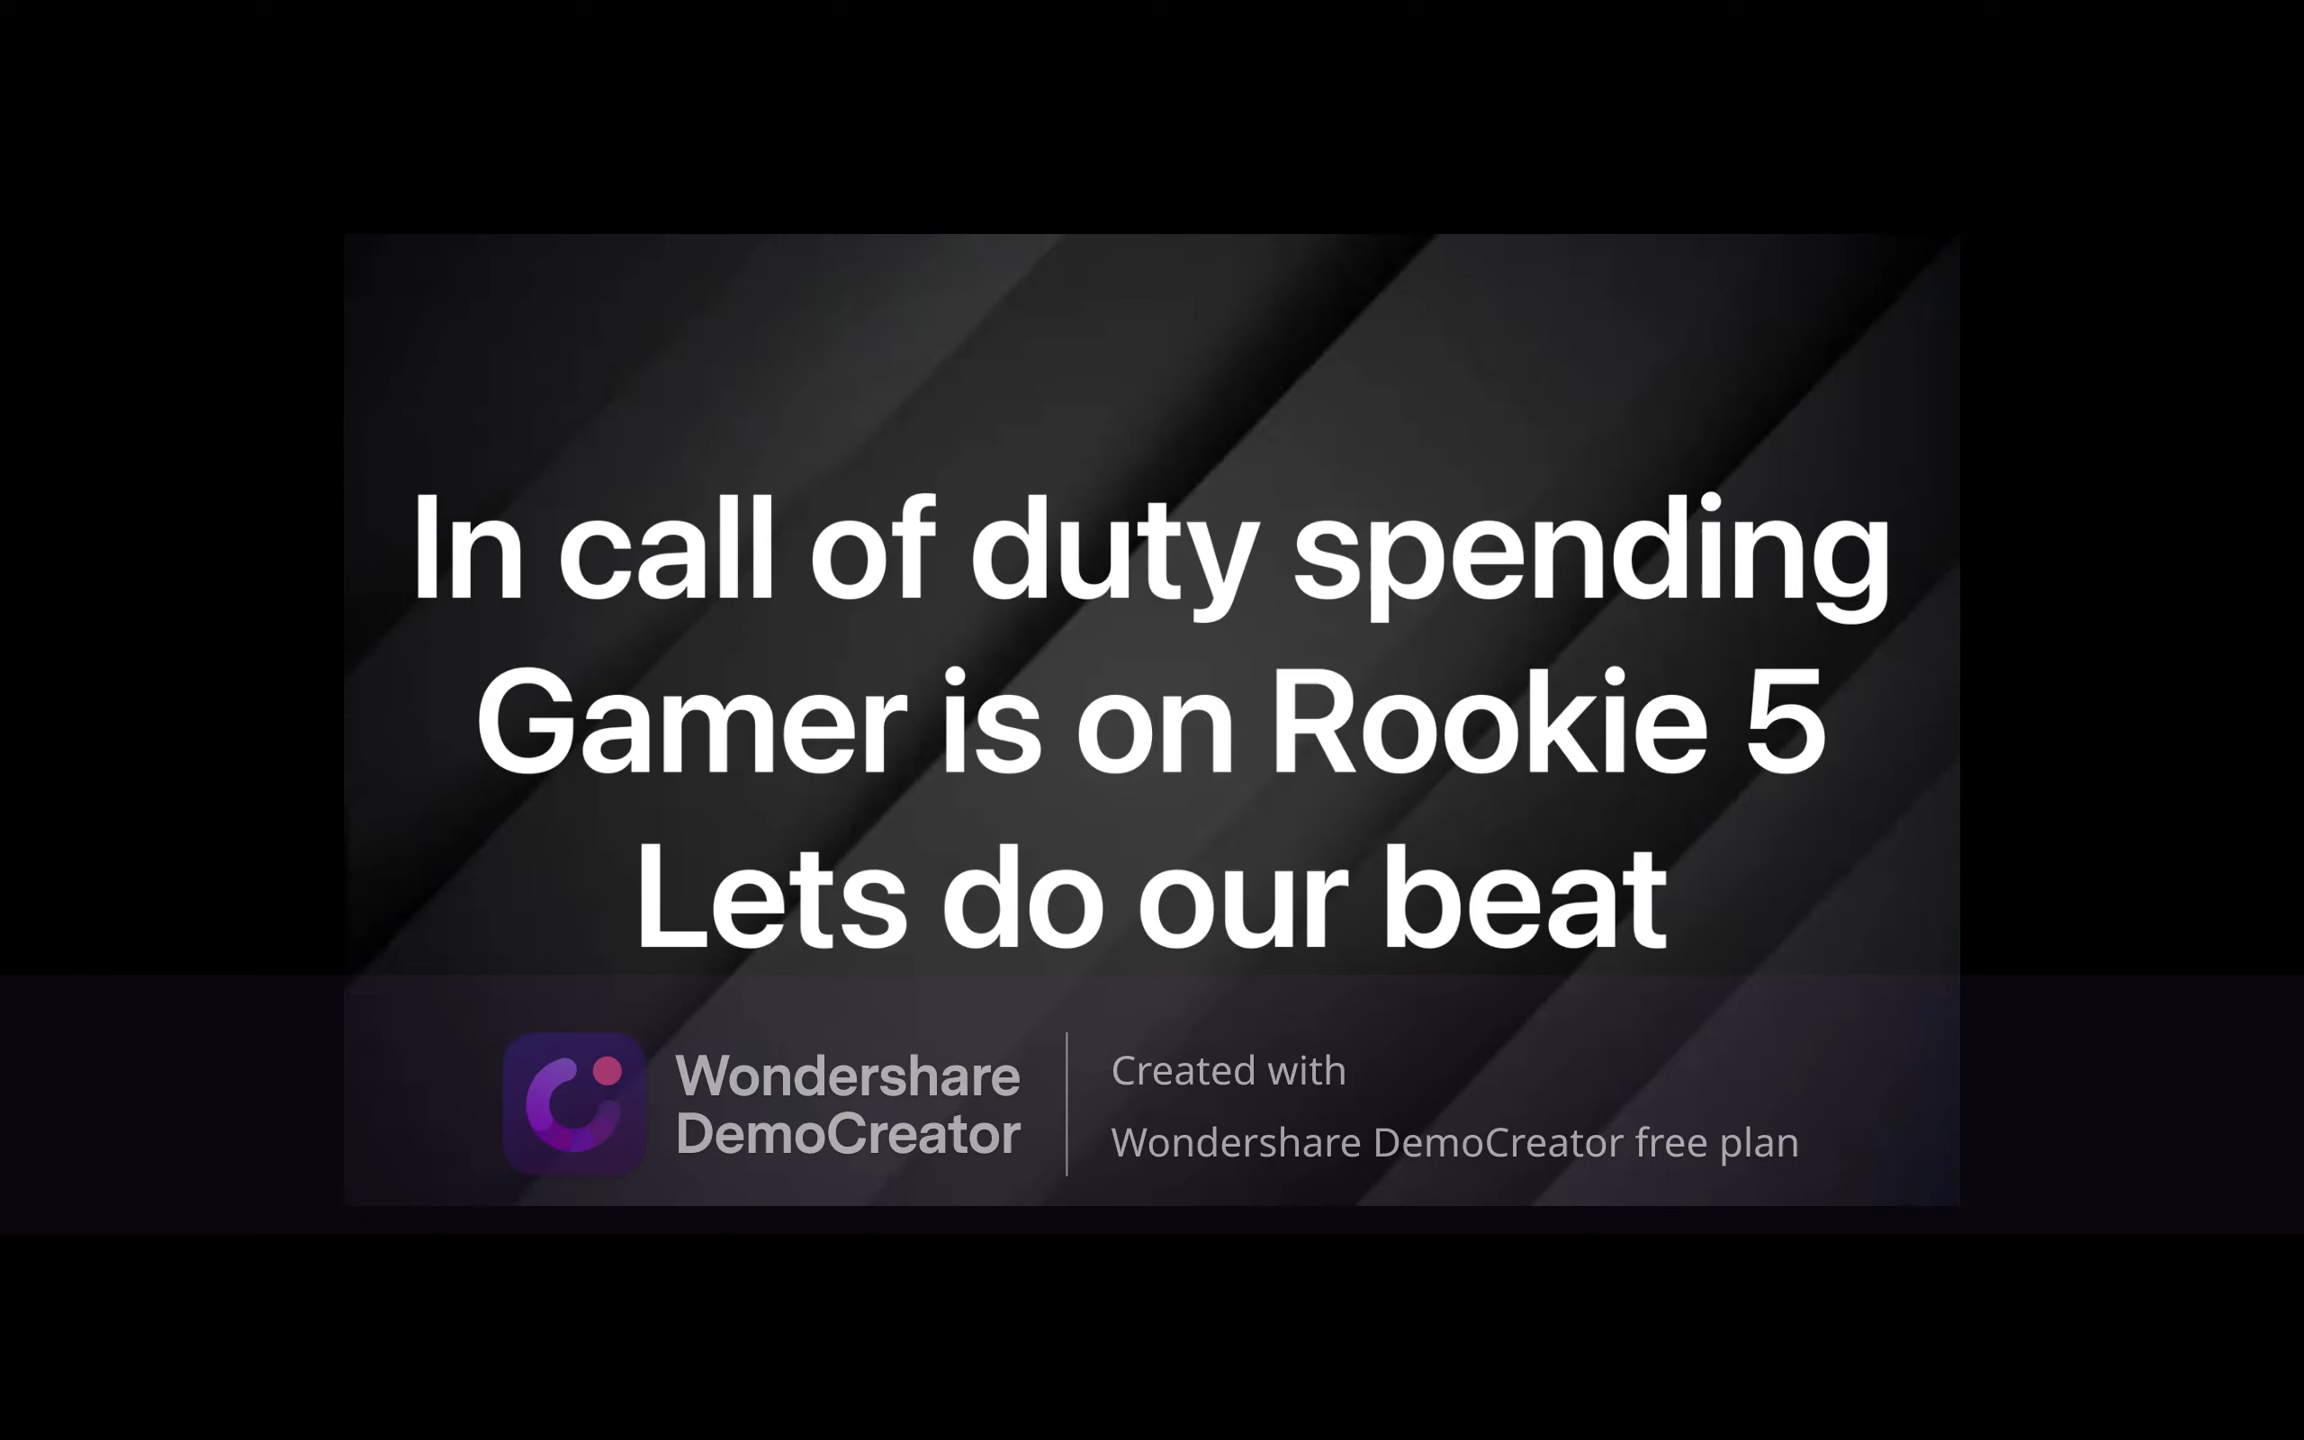 In call of duty spending
Gamer is on Rookie 5
Lets do our beat
Wondershare
DemoCreator
Created with
Wondershare DemoCreator free plan